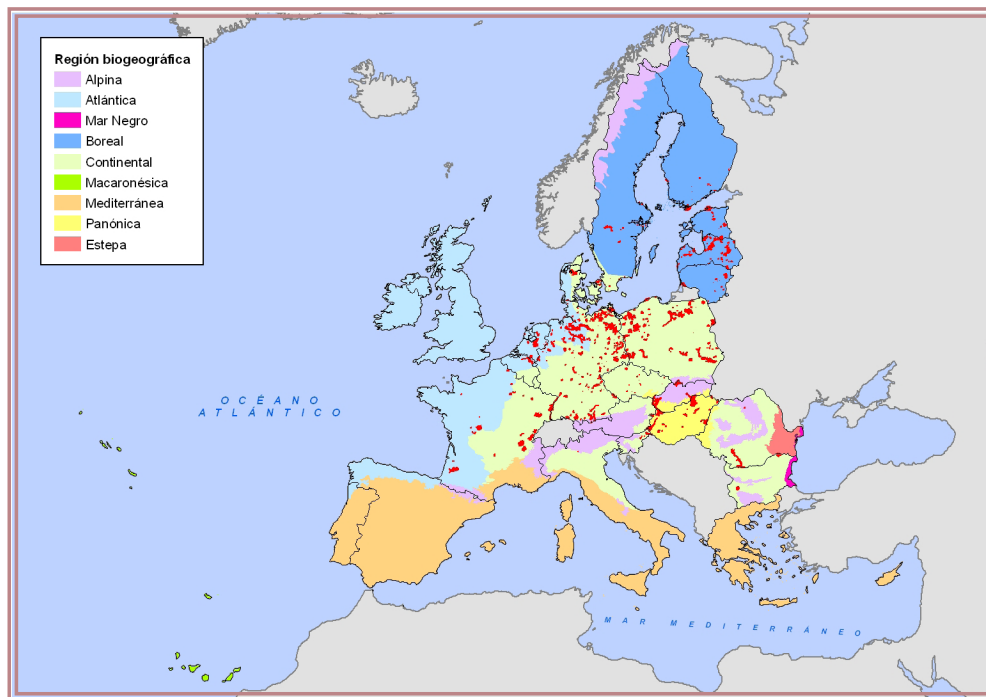 Región biogeográfica
Alpina
Atlántica
Mar Negro
Boreal
Continental
Macaronésica
Mediterránea
Panónica
Estepa
OCÉANO
ATLÁNTICO
MAR MEDITERRÁNEO